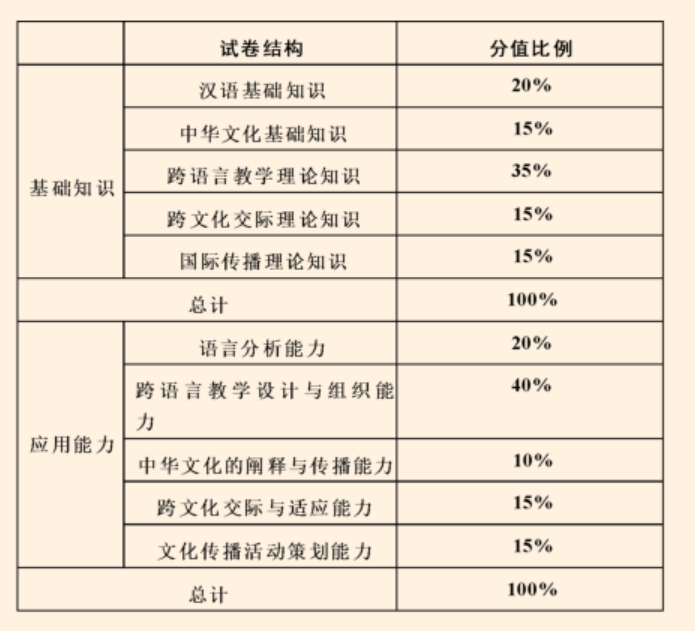 试卷结构 分值比例
汉语基础知识 20%
中华文化基础知识 15%
基础知识 跨语言教学理论知识 35%
跨文化交际理论知识 15%
国际传播理论知识 15%
总计 100%
语言分析能力 20%
跨语言教学设计与组织能 40%
力
应用能力
中华文化的阐释与传播能力 10%
跨文化交际与适应能力 15%
文化传播活动策划能力 15%
总计 100%